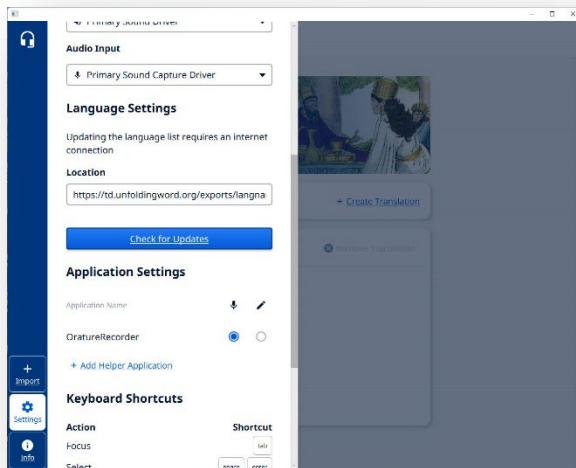 Primary Sound Driver
Audio Input
Primary Sound Capture Driver
Language Settings
Updating the language list requires an internet
connection
Location
https://td.unfoldingword.org/exports/langna
Check for Updates
Application Settings
Application Name
OratureRecorder
+ Add Helper Application
Keyboard Shortcuts
Action Shortcut
Focus tab
Select space enter
Import
Settings
Info
+ Create Translation
Remove Translation